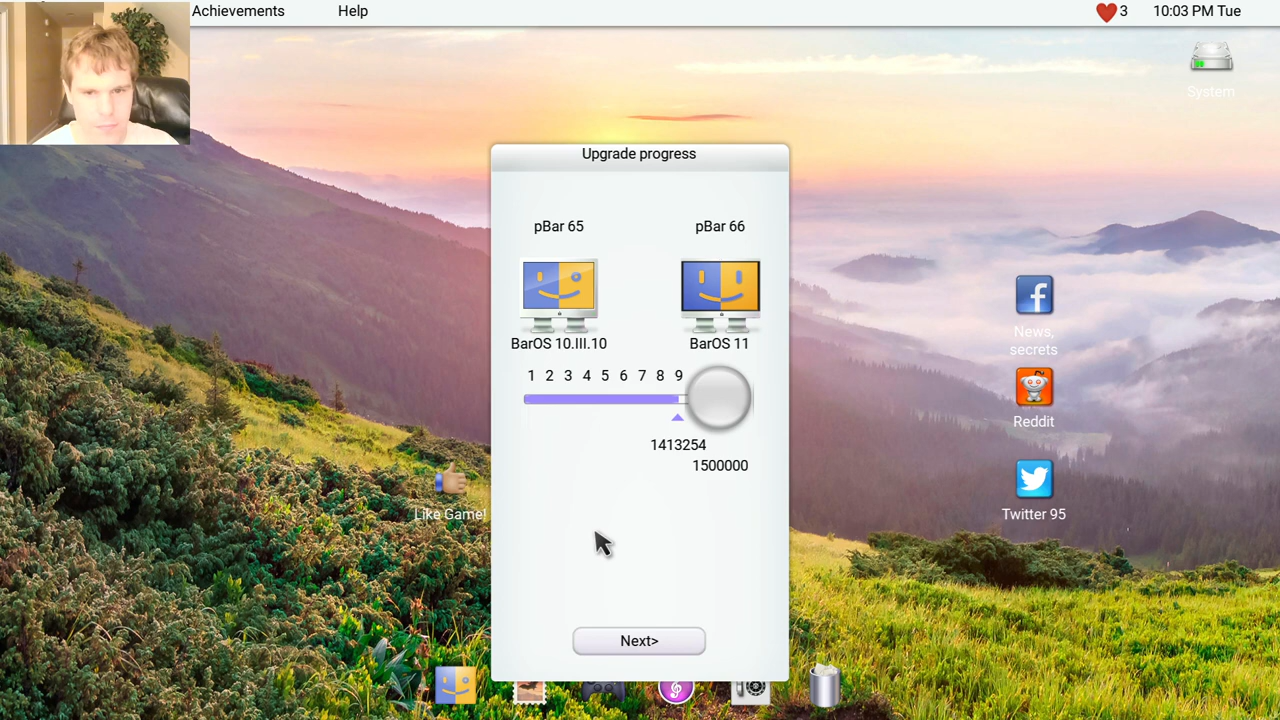 Achievements
Help
3
10:03 PM Tue
System
Upgrade progress
pBar 65
pBar 66
BarOS 10.III.10
BarOS 11
1 2 3 4 5 6 7 8 9
1413254
1500000
Next>
News,
secrets
Reddit
Twitter 95
Like Game!